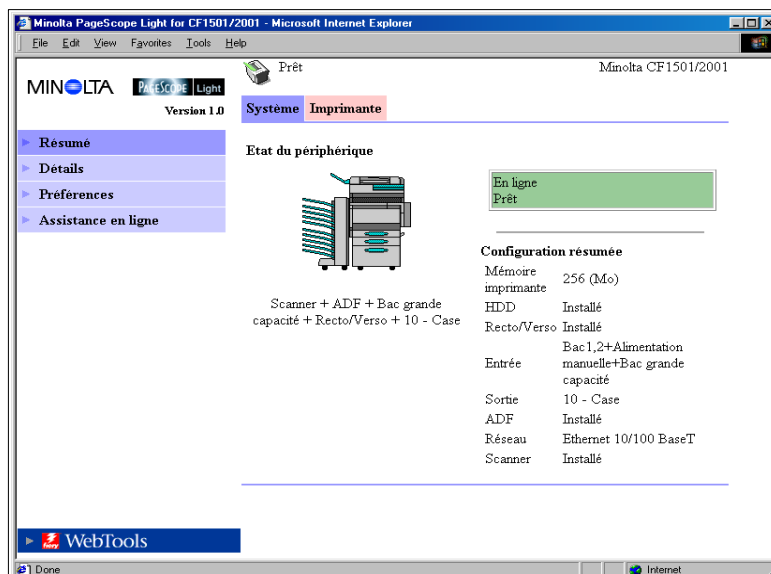 Minolta PageScope Light for CF1501/2001 - Microsoft Internet Explorer
File Edit View Favorites Tools Help
Prêt
Minolta CF1501/2001
MINOLTA PAGESCOPE Light
Version 1.0
Système Imprimante
Résumé
Détails
Préférences
Assistance en ligne
Etat du périphérique
Scanner + ADF + Bac grande
capacité + Recto/Verso + 10 - Case
En ligne
Prêt
Configuration résumée
Mémoire
imprimante 256 (Mo)
HDD Installé
Recto/Verso Installé
Entrée Bac1,2+Alimentation
manuelle+Bac grande
capacité
Sortie 10 - Case
ADF Installé
Réseau Ethernet 10/100 BaseT
Scanner Installé
fiery WebTools
Done
Internet